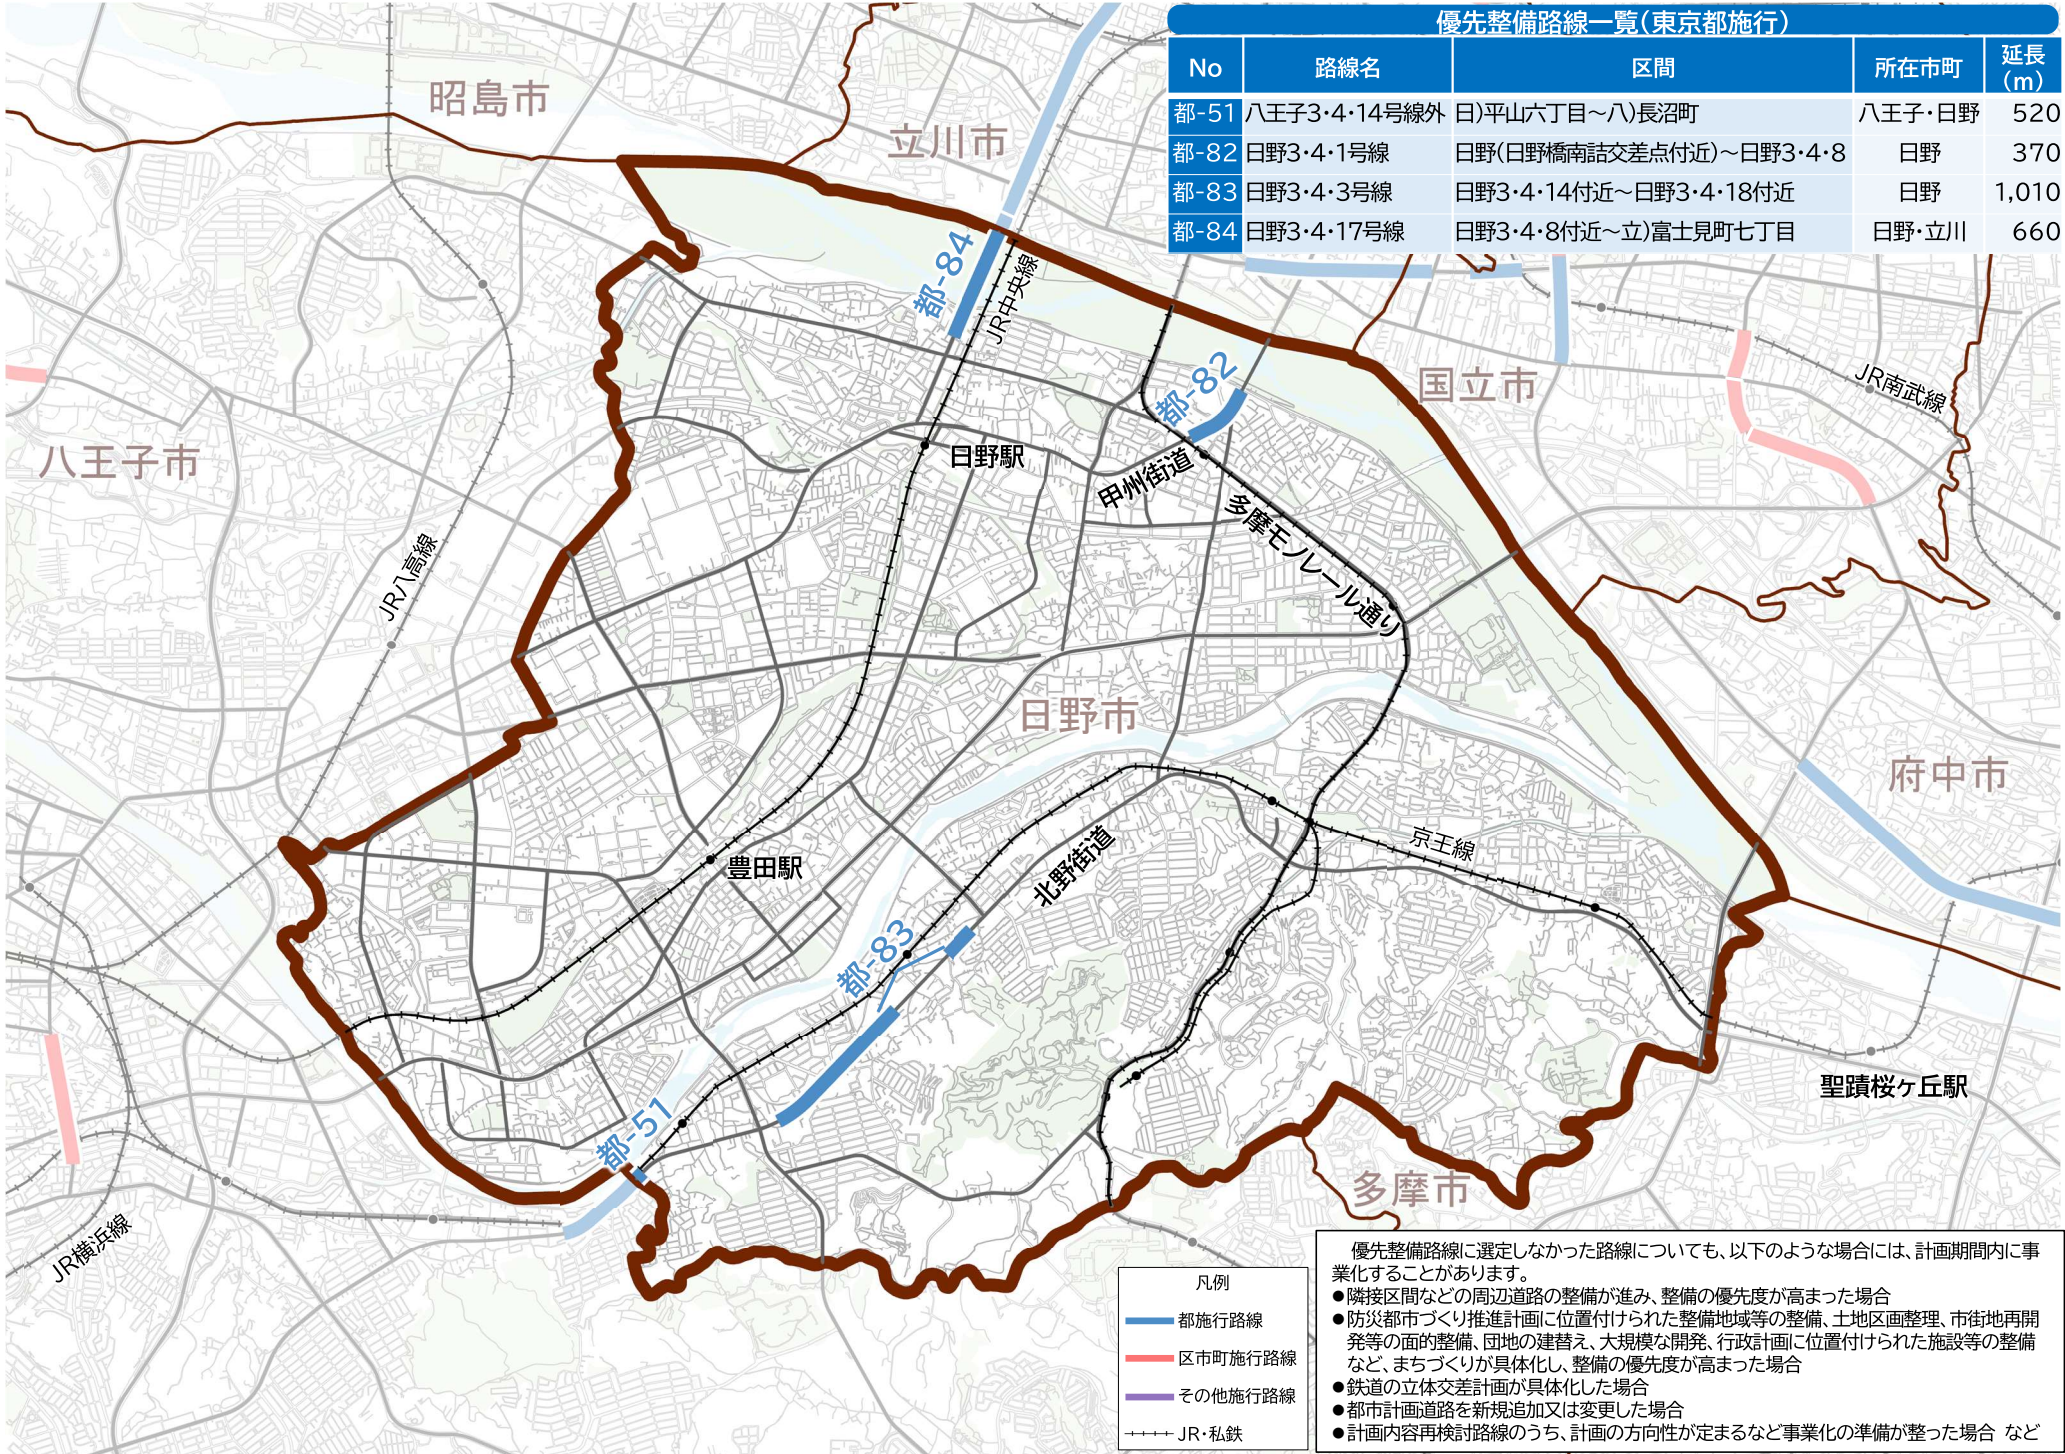 優先整備路線一覧（東京都施行）
No 路線名 区間 所在市町 延長（m）
都-51 八王子3・4・14号線外 日）平山六丁目～八）長沼町 八王子・日野 520
都-82 日野3・4・1号線 日野（日野橋南詰交差点付近）～日野3・4・8 日野 370
都-83 日野3・4・3号線 日野3・4・14付近～日野3・4・18付近 日野 1,010
都-84 日野3・4・17号線 日野3・4・8付近～立）富士見町七丁目 日野・立川 660
昭島市
立川市
都-84
JR中央線
都-82
国立市
JR南武線
八王子市
日野駅
甲州街道
多摩モノレール通り
JR八高線
日野市
府中市
京王線
北野街道
豊田駅
都-83
都-51
聖蹟桜ヶ丘駅
多摩市
JR横浜線
凡例
都施行路線
区市町施行路線
その他施行路線
JR・私鉄
優先整備路線に選定しなかった路線についても、以下のような場合には、計画期間内に事
業化することがあります。
●隣接区間などの周辺道路の整備が進み、整備の優先度が高まった場合
●防災都市づくり推進計画に位置付けられた整備地域等の整備、土地区画整理、市街地再開
発等の面的整備、団地の建替え、大規模な開発、行政計画に位置付けられた施設等の整備
など、まちづくりが具体化し、整備の優先度が高まった場合
●鉄道の立体交差計画が具体化した場合
●都市計画道路を新規追加又は変更した場合
●計画内容再検討路線のうち、計画の方向性が定まるなど事業化の準備が整った場合 など